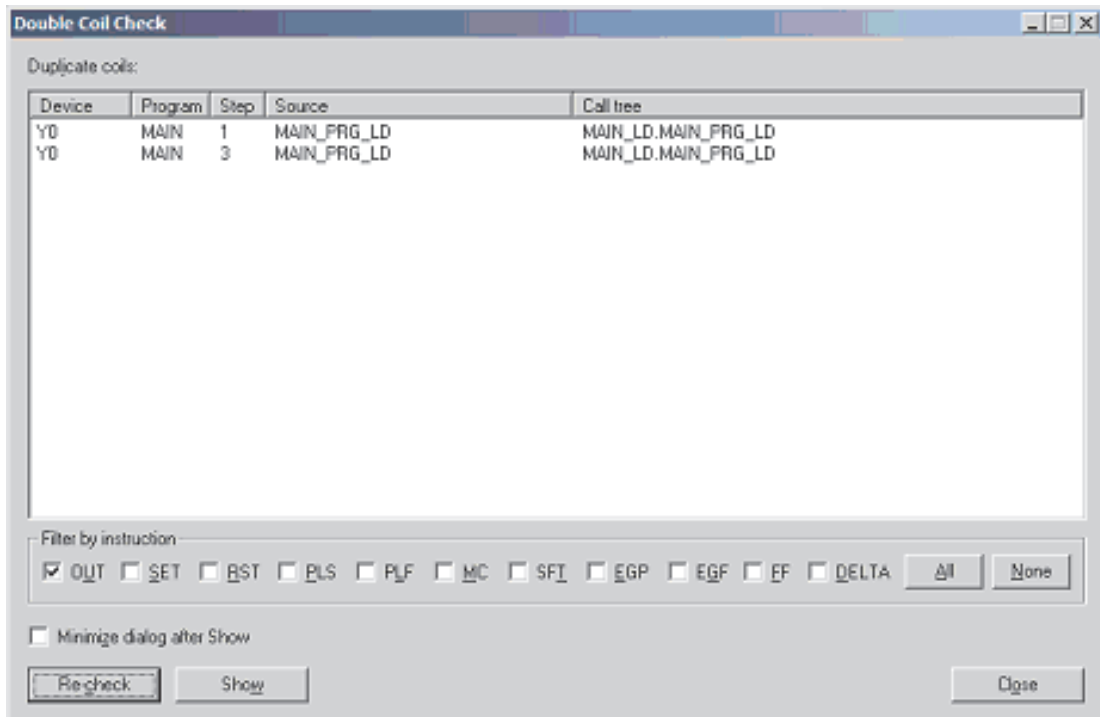 Double Coil Check
Duplicate coils:
Device Program Step Source Call tree
Y0 MAIN 1 MAIN_PRG_LD MAIN_LD.MAIN_PRG_LD
Y0 MAIN 3 MAIN_PRG_LD MAIN_LD.MAIN_PRG_LD
Filter by instruction
OUT SET RST PLS PLF MC SFT EGP EGF FF DELTA All None
Minimize dialog after Show
Re-check Show Close